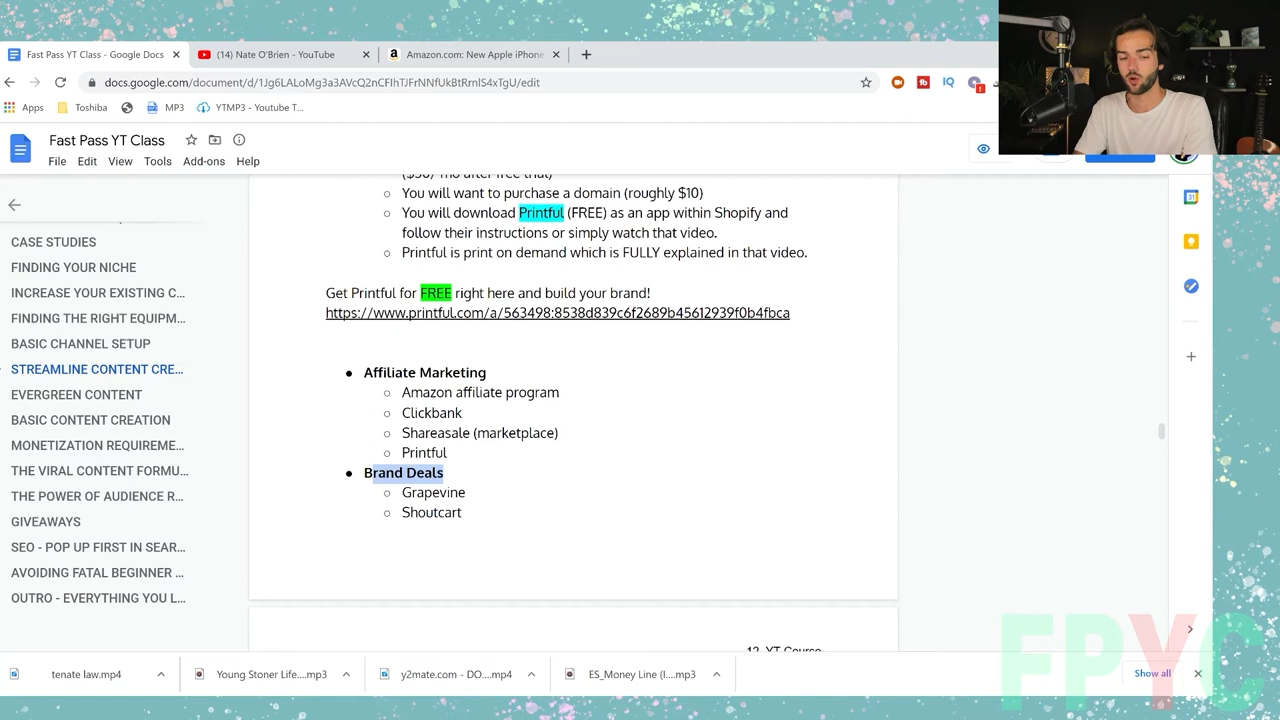 Fast Pass YT Class - Google Docs
(14) Nate O'Brien - YouTube
Amazon.com: New Apple iPhone
docs.google.com/document/d/
Apps
Toshiba
MP3
YTMP3 - Youtube T...
Fast Pass YT Class
File Edit View Tools Add-ons Help
CASE STUDIES
FINDING YOUR NICHE
INCREASE YOUR EXISTING C...
FINDING THE RIGHT EQUIPM...
BASIC CHANNEL SETUP
STREAMLINE CONTENT CRE...
EVERGREEN CONTENT
BASIC CONTENT CREATION
MONETIZATION REQUIREME...
THE VIRAL CONTENT FORMU...
THE POWER OF AUDIENCE R...
GIVEAWAYS
SEO - POP UP FIRST IN SEAR...
AVOIDING FATAL BEGINNER ...
OUTRO - EVERYTHING YOU L...
You will want to purchase a domain (roughly $10)
You will download Printful (FREE) as an app within Shopify and
follow their instructions or simply watch that video.
Printful is print on demand which is FULLY explained in that video.
Get Printful for FREE right here and build your brand!
https://www.printful.com/a/563498:8538d839c6f2689b45612939f0b4fbca
Affiliate Marketing
Amazon affiliate program
Clickbank
Shareasale (marketplace)
Printful
Brand Deals
Grapevine
Shoutcart
12. YT Course
FPYC
tenate law.mp4
Young Stoner Life....mp3
y2mate.com - DO....mp4
ES_Money Line (I....mp3
Show all